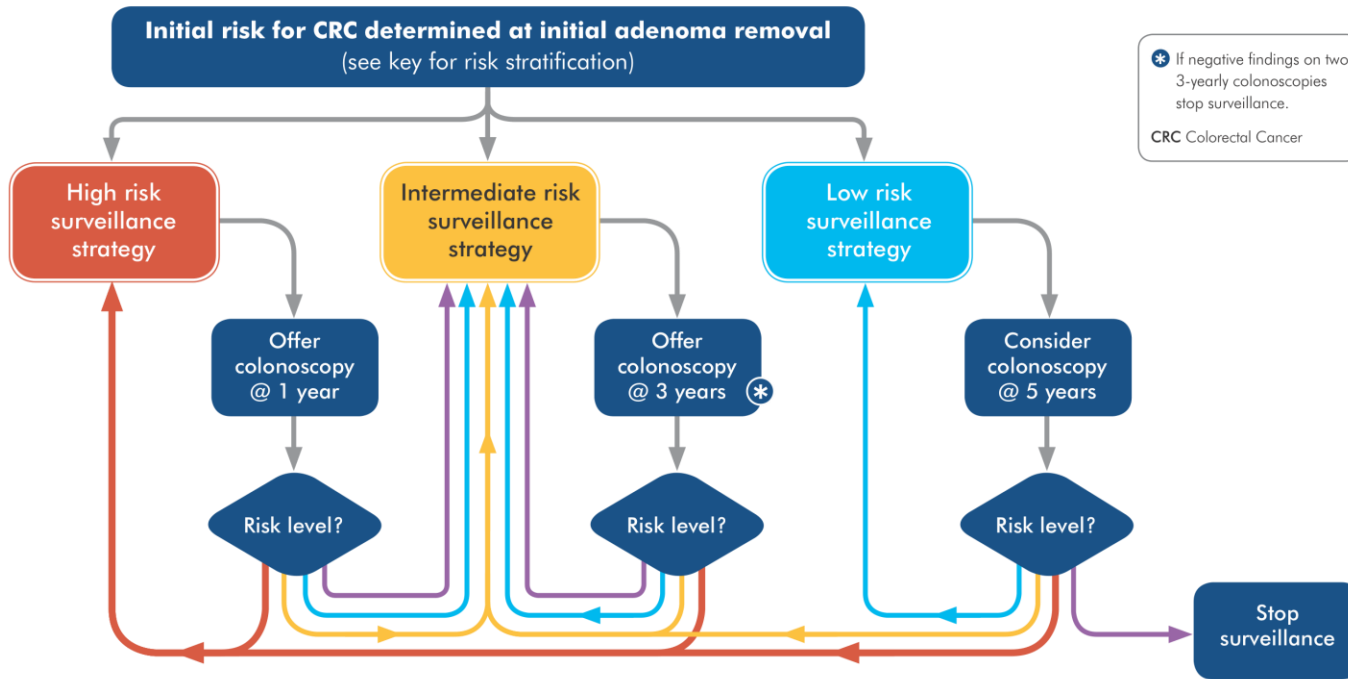 Initial risk for CRC determined at initial adenoma removal
(see key for risk stratification)
* If negative findings on two
3-yearly colonoscopies
stop surveillance.
CRC Colorectal Cancer
High risk
surveillance
strategy
Intermediate risk
surveillance
strategy
Low risk
surveillance
strategy
Offer
colonoscopy
@ 1 year
Offer
colonoscopy
@ 3 years *
Consider
colonoscopy
@ 5 years
Risk level?
Risk level?
Risk level?
Stop
surveillance